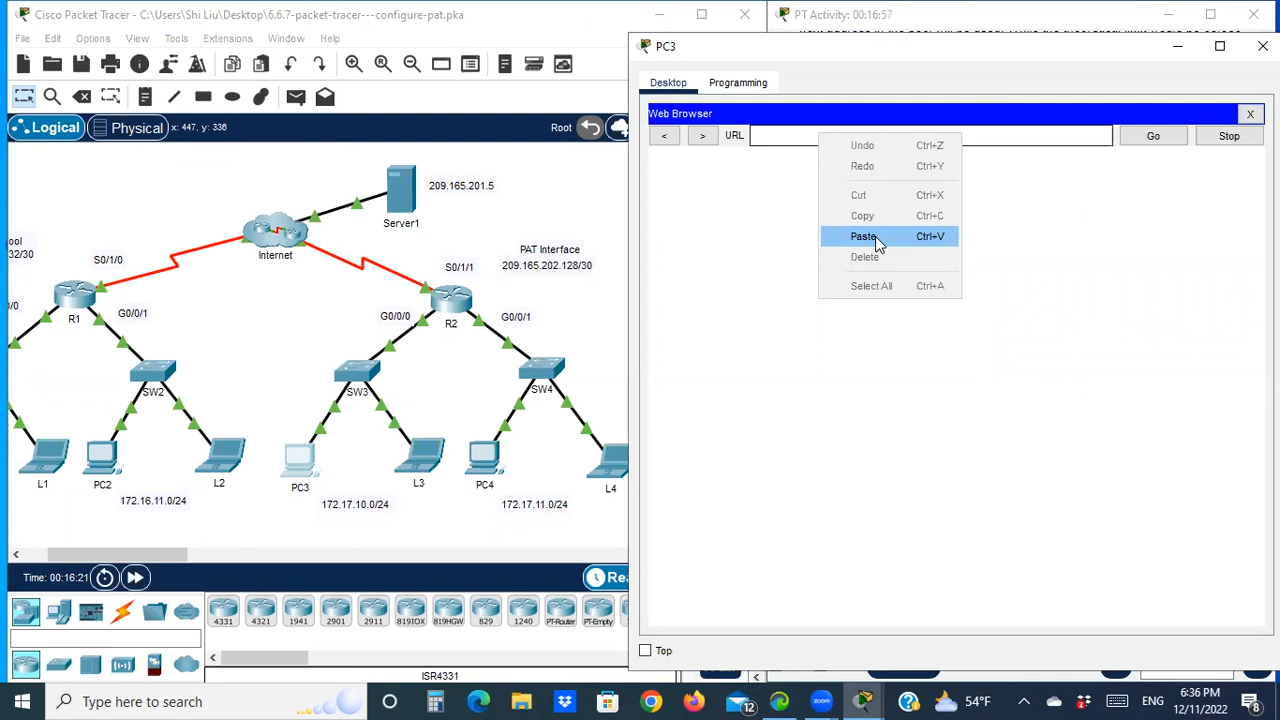 Cisco Packet Tracer - C:\Users\Shi Liu\Desktop\6.6.7-packet-tracer---configure-pat.pka
PT Activity: 00:16:57
File Edit Options View Tools Extensions Window Help
PC3
Desktop Programming
Web Browser X
< > URL Go Stop
Logical Physical x: 447, y: 336 Root
Undo Ctrl+Z
Redo Ctrl+Y
Cut Ctrl+X
Copy Ctrl+C
Paste Ctrl+V
Delete
Select All Ctrl+A
209.165.201.5
Server1
Internet
ool
32/30
S0/1/0
PAT Interface
209.165.202.128/30
S0/1/1
R1
R2
/0
G0/0/1
G0/0/0
G0/0/1
SW2
SW3
SW4
L1
PC2
L2
PC3
L3
PC4
L4
172.16.11.0/24
172.17.10.0/24
172.17.11.0/24
Time: 00:16:21
4331 4321 1941 2901 2911 819IOX 819HGW 829 1240 PT-Router PT-Empty
ISR4331
Top
Type here to search
12
54°F
ENG
6:36 PM
12/11/2022
8